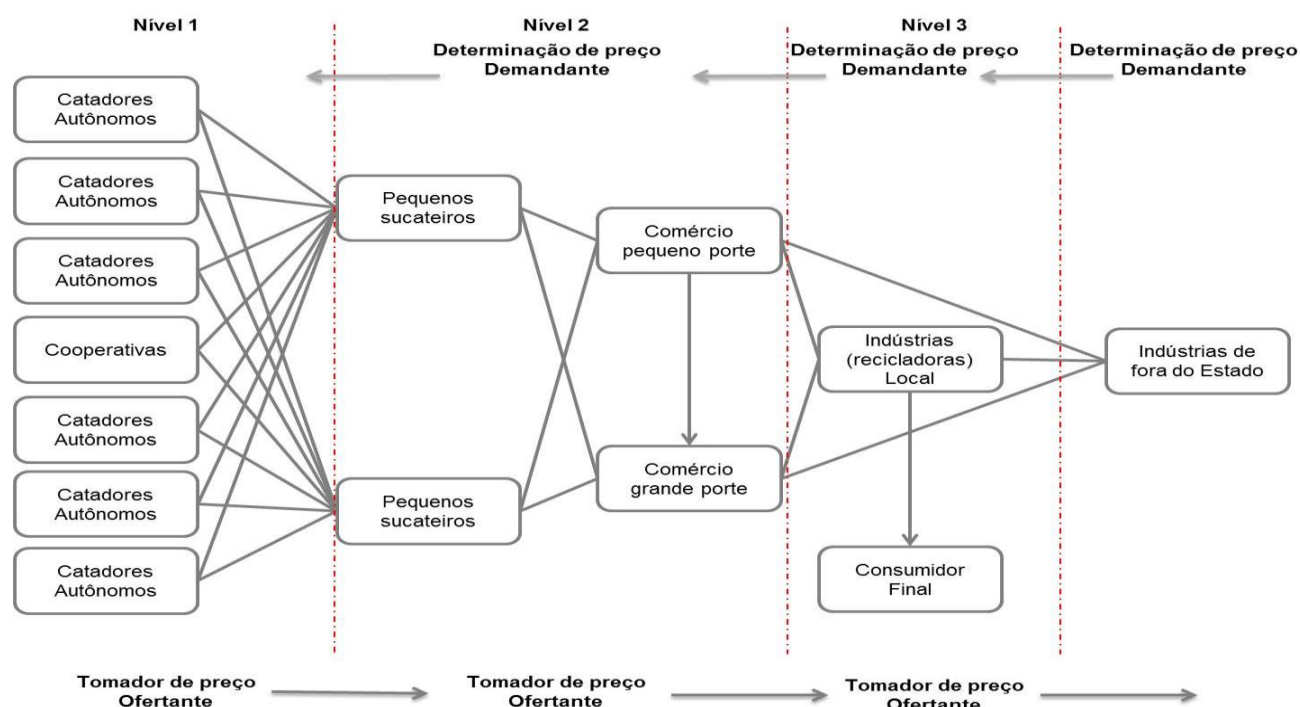 Nível 1
Nível 2
Nível 3
Determinação de preço
Demandante
Determinação de preço
Demandante
Determinação de preço
Demandante
Catadores
Autônomos
Catadores
Autônomos
Catadores
Autônomos
Cooperativas
Catadores
Autônomos
Catadores
Autônomos
Catadores
Autônomos
Pequenos
sucateiros
Pequenos
sucateiros
Comércio
pequeno porte
Comércio
grande porte
Indústrias
(recicladoras)
Local
Consumidor
Final
Indústrias de
fora do Estado
Tomador de preço
Ofertante
Tomador de preço
Ofertante
Tomador de preço
Ofertante